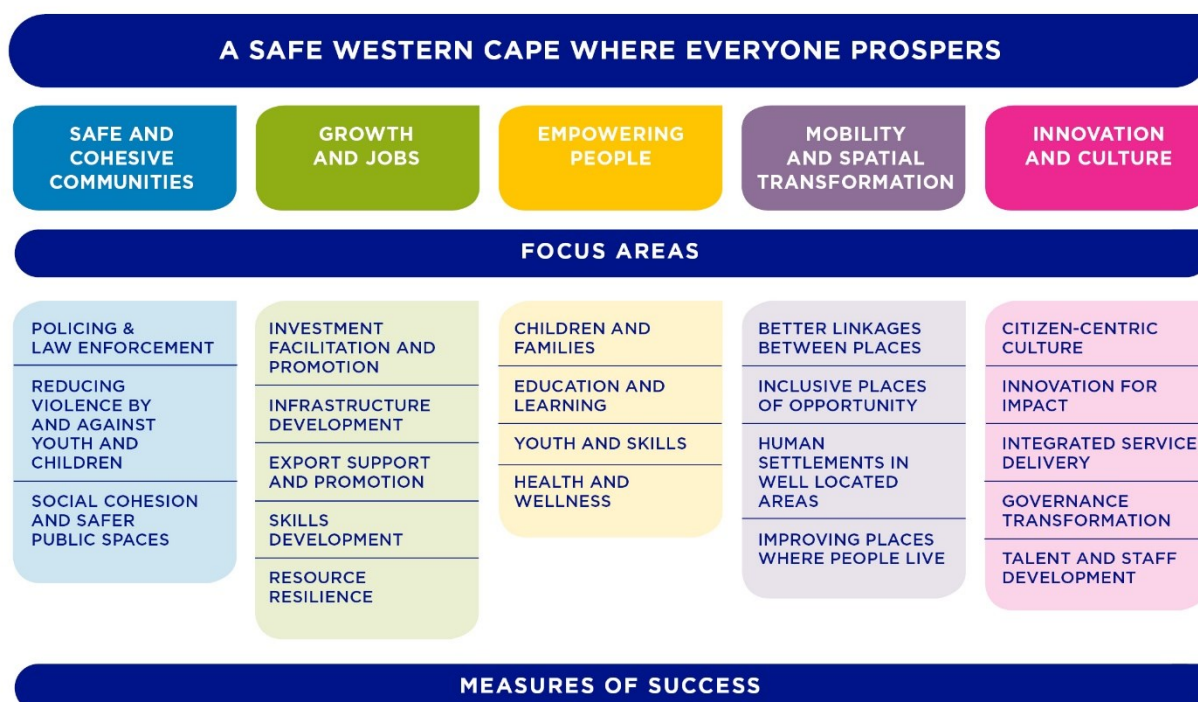 A SAFE WESTERN CAPE WHERE EVERYONE PROSPERS
SAFE AND
COHESIVE
COMMUNITIES
GROWTH
AND JOBS
EMPOWERING
PEOPLE
MOBILITY
AND SPATIAL
TRANSFORMATION
INNOVATION
AND CULTURE
FOCUS AREAS
POLICING &
LAW ENFORCEMENT
REDUCING
VIOLENCE BY
AND AGAINST
YOUTH AND
CHILDREN
SOCIAL COHESION
AND SAFER
PUBLIC SPACES
INVESTMENT
FACILITATION AND
PROMOTION
INFRASTRUCTURE
DEVELOPMENT
EXPORT SUPPORT
AND PROMOTION
SKILLS
DEVELOPMENT
RESOURCE
RESILIENCE
CHILDREN AND
FAMILIES
EDUCATION AND
LEARNING
YOUTH AND SKILLS
HEALTH AND
WELLNESS
BETTER LINKAGES
BETWEEN PLACES
INCLUSIVE PLACES
OF OPPORTUNITY
HUMAN
SETTLEMENTS IN
WELL LOCATED
AREAS
IMPROVING PLACES
WHERE PEOPLE LIVE
CITIZEN-CENTRIC
CULTURE
INNOVATION FOR
IMPACT
INTEGRATED SERVICE
DELIVERY
GOVERNANCE
TRANSFORMATION
TALENT AND STAFF
DEVELOPMENT
MEASURES OF SUCCESS